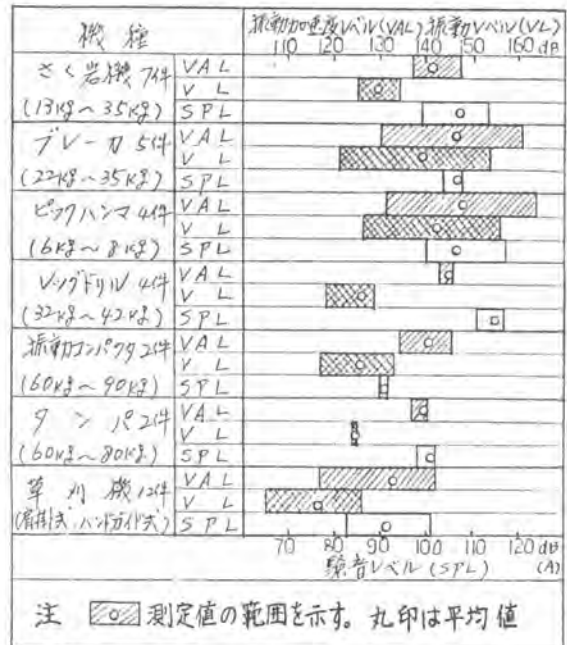 機種 振動加速度レベル(VAL) 振動レベル(VL)
110 120 130 140 150 160 dB
さく岩機 7件 VAL
VL
(13kg~35kg) SPL
ブレーカ 5件 VAL
VL
(22kg~35kg) SPL
ピックハンマ 4件 VAL
VL
(6kg~8kg) SPL
レッグドリル 4件 VAL
VL
(32kg~42kg) SPL
振動コンパクタ 2件 VAL
VL
(60kg~90kg) SPL
タンパ 2件 VAL
VL
(60kg~80kg) SPL
草刈機 12件 VAL
VL
(肩掛式・ハンドガイド式) SPL
70 80 90 100 110 120 dB
騒音レベル (SPL) (A)
注 測定値の範囲を示す。丸印は平均値